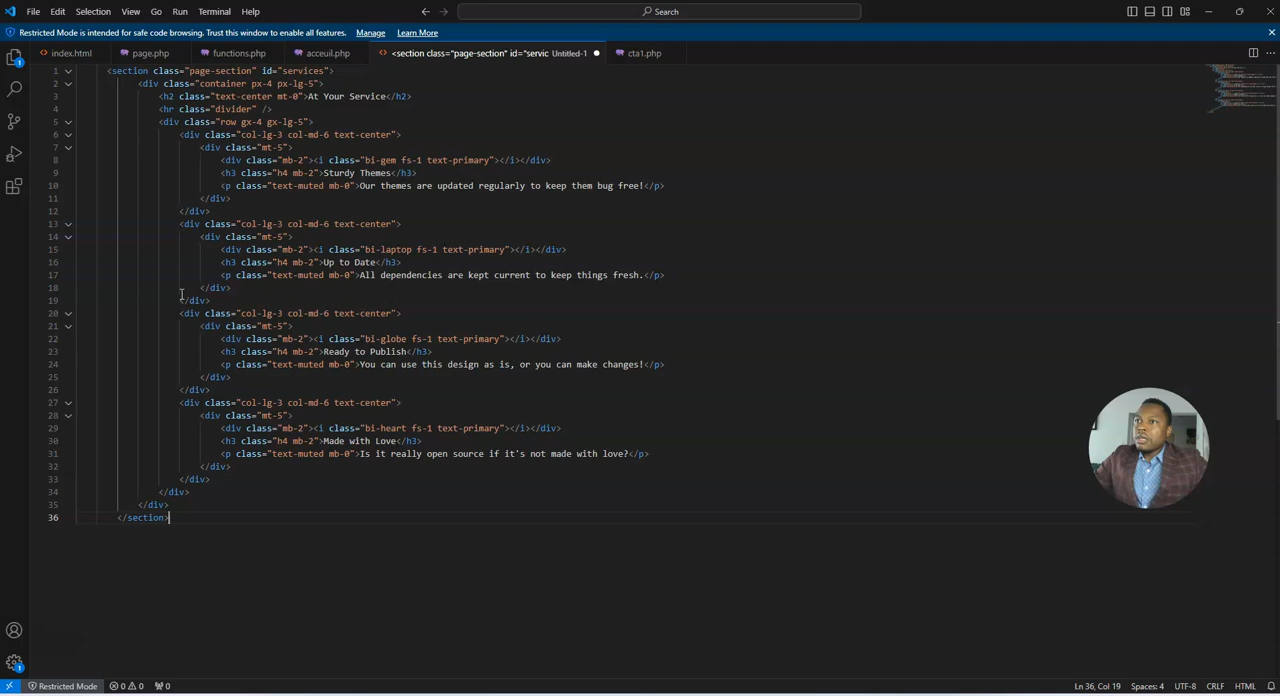 File Edit Selection View Go Run Terminal Help Search
Restricted Mode is intended for safe code browsing. Trust this window to enable all features. Manage Learn More
index.html page.php functions.php acceuil.php <section class="page-section" id="servic Untitled-1 cta1.php
1 <section class="page-section" id="services">
2 <div class="container px-4 px-lg-5">
3 <h2 class="text-center mt-0">At Your Service</h2>
4 <hr class="divider" />
5 <div class="row gx-4 gx-lg-5">
6 <div class="col-lg-3 col-md-6 text-center">
7 <div class="mt-5">
8 <div class="mb-2"><i class="bi-gem fs-1 text-primary"></i></div>
9 <h3 class="h4 mb-2">Sturdy Themes</h3>
10 <p class="text-muted mb-0">Our themes are updated regularly to keep them bug free!</p>
11 </div>
12 </div>
13 <div class="col-lg-3 col-md-6 text-center">
14 <div class="mt-5">
15 <div class="mb-2"><i class="bi-laptop fs-1 text-primary"></i></div>
16 <h3 class="h4 mb-2">Up to Date</h3>
17 <p class="text-muted mb-0">All dependencies are kept current to keep things fresh.</p>
18 </div>
19 </div>
20 <div class="col-lg-3 col-md-6 text-center">
21 <div class="mt-5">
22 <div class="mb-2"><i class="bi-globe fs-1 text-primary"></i></div>
23 <h3 class="h4 mb-2">Ready to Publish</h3>
24 <p class="text-muted mb-0">You can use this design as is, or you can make changes!</p>
25 </div>
26 </div>
27 <div class="col-lg-3 col-md-6 text-center">
28 <div class="mt-5">
29 <div class="mb-2"><i class="bi-heart fs-1 text-primary"></i></div>
30 <h3 class="h4 mb-2">Made with Love</h3>
31 <p class="text-muted mb-0">Is it really open source if it's not made with love?</p>
32 </div>
33 </div>
34 </div>
35 </div>
36 </section>
Restricted Mode 0 0 0 Ln 36, Col 19 Spaces: 4 UTF-8 CRLF HTML